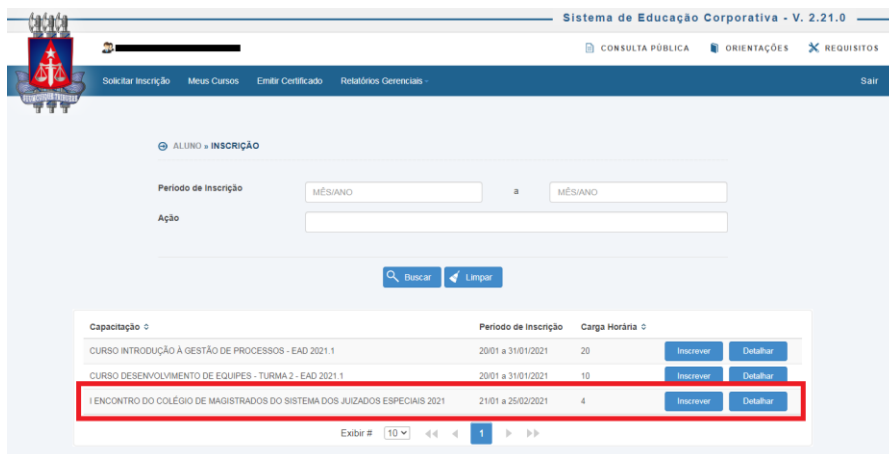 Sistema de Educação Corporativa - V. 2.21.0
CONSULTA PÚBLICA ORIENTAÇÕES REQUISITOS
Solicitar Inscrição Meus Cursos Emitir Certificado Relatórios Gerenciais Sair
ALUNO » INSCRIÇÃO
Período de Inscrição MÊS/ANO a MÊS/ANO
Ação
Buscar Limpar
Capacitação Período de Inscrição Carga Horária
CURSO INTRODUÇÃO À GESTÃO DE PROCESSOS - EAD 2021.1 20/01 a 31/01/2021 20 Inscrever Detalhar
CURSO DESENVOLVIMENTO DE EQUIPES - TURMA 2 - EAD 2021.1 20/01 a 31/01/2021 10 Inscrever Detalhar
I ENCONTRO DO COLÉGIO DE MAGISTRADOS DO SISTEMA DOS JUIZADOS ESPECIAIS 2021 21/01 a 25/02/2021 4 Inscrever Detalhar
Exibir # 10 1